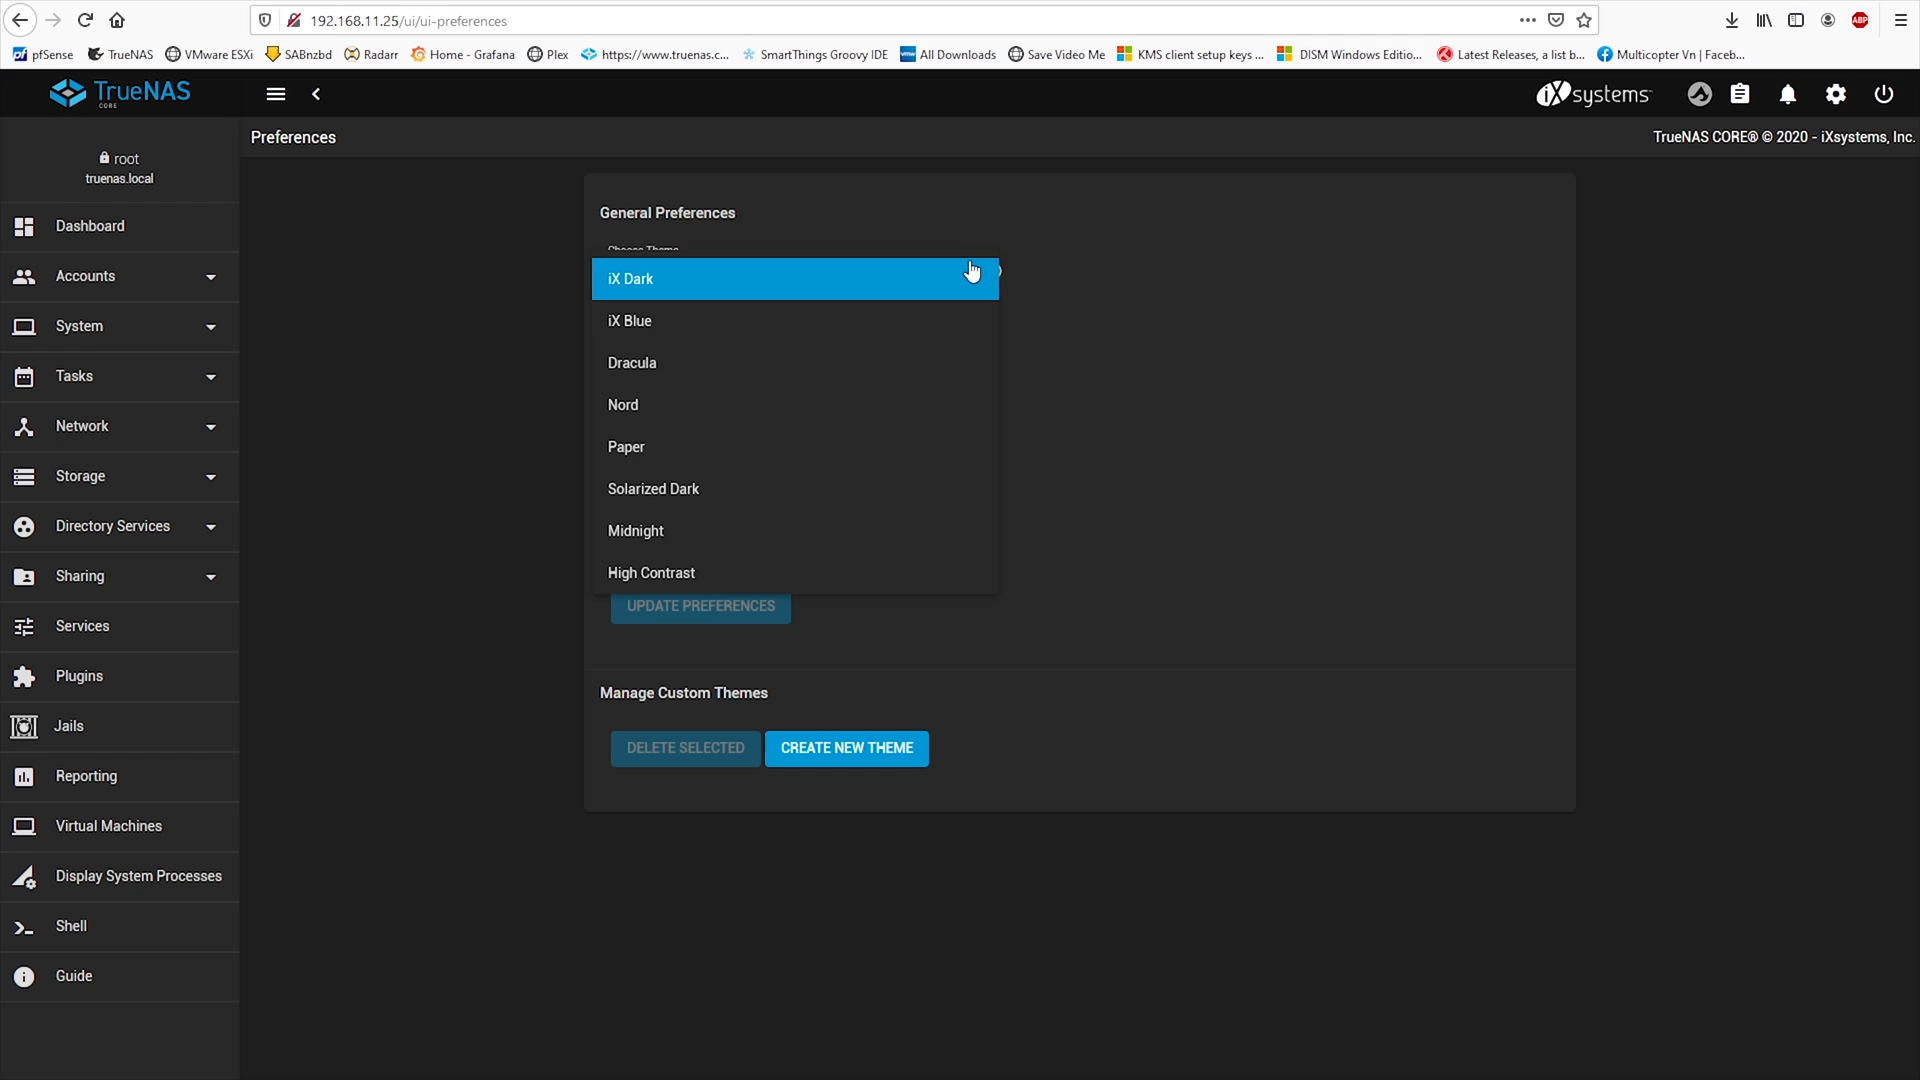 192.168.11.25/ui/ui-preferences
pfSense TrueNAS VMware ESXi SABnzbd Radarr Home - Grafana Plex https://www.truenas.c... SmartThings Groovy IDE All Downloads Save Video Me KMS client setup keys ... DISM Windows Editio... Latest Releases, a list b... Multicopter Vn | Faceb...
ABP
TrueNAS
CORE
iXsystems
Preferences
TrueNAS CORE® © 2020 - iXsystems, Inc.
root
truenas.local
Dashboard
Accounts
System
Tasks
Network
Storage
Directory Services
Sharing
Services
Plugins
Jails
Reporting
Virtual Machines
Display System Processes
Shell
Guide
General Preferences
Choose Theme
iX Dark
iX Blue
Dracula
Nord
Paper
Solarized Dark
Midnight
High Contrast
UPDATE PREFERENCES
Manage Custom Themes
DELETE SELECTED
CREATE NEW THEME